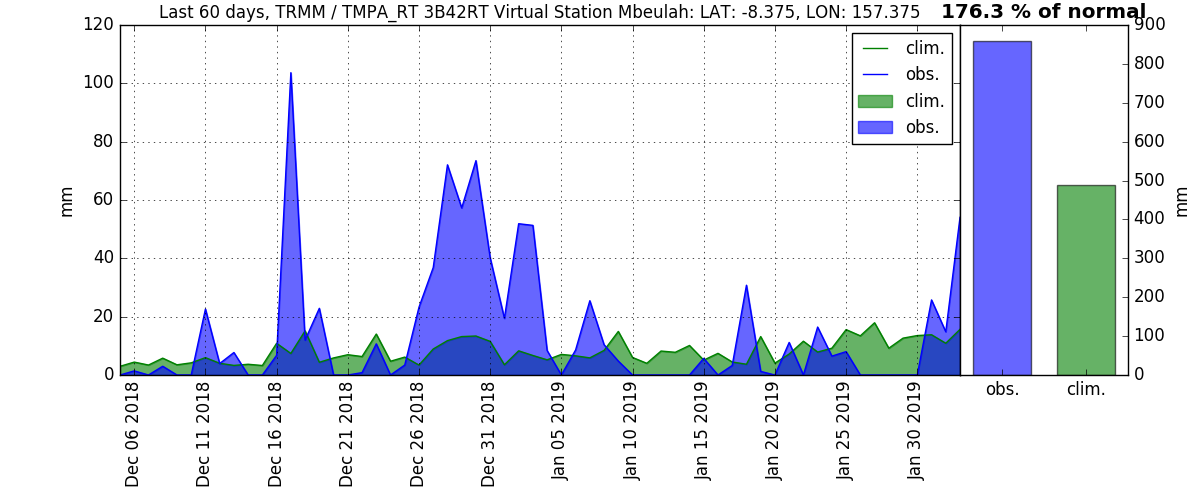 Last 60 days, TRMM / TMPA_RT 3B42RT Virtual Station Mbeulah: LAT: -8.375, LON: 157.375
176.3 % of normal
120
100
80
60
40
20
0
mm
clim.
obs.
clim.
obs.
900
800
700
600
500
400
300
200
100
0
mm
obs.
clim.
Dec 06 2018
Dec 11 2018
Dec 16 2018
Dec 21 2018
Dec 26 2018
Dec 31 2018
Jan 05 2019
Jan 10 2019
Jan 15 2019
Jan 20 2019
Jan 25 2019
Jan 30 2019